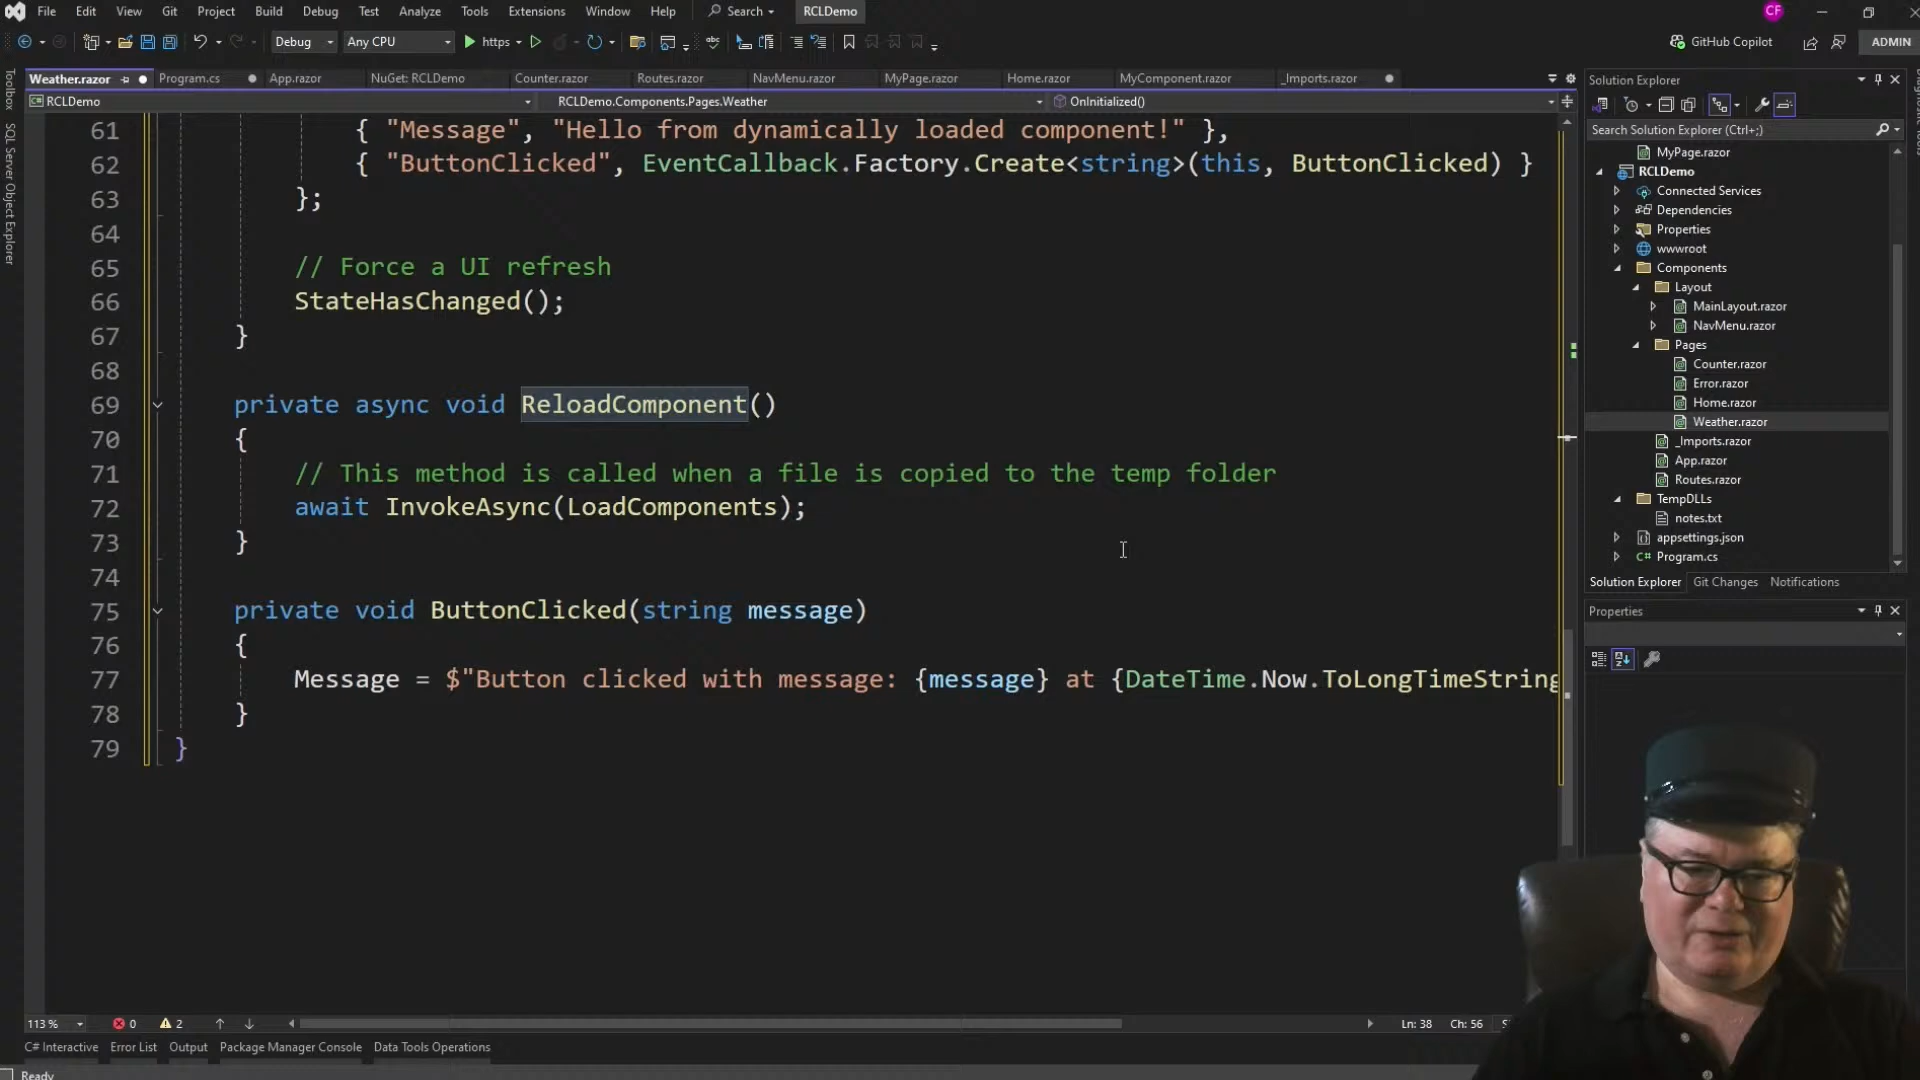 File Edit View Git Project Build Debug Test Analyze Tools Extensions Window Help Search RCLDemo CF
Debug Any CPU https GitHub Copilot ADMIN
Weather.razor Program.cs App.razor NuGet: RCLDemo Counter.razor Routes.razor NavMenu.razor MyPage.razor Home.razor MyComponent.razor _Imports.razor
RCLDemo RCLDemo.Components.Pages.Weather OnInitialized()
Toolbox
SQL Server Object Explorer
61 { "Message", "Hello from dynamically loaded component!" },
62 { "ButtonClicked", EventCallback.Factory.Create<string>(this, ButtonClicked) }
63 };
64
65 // Force a UI refresh
66 StateHasChanged();
67 }
68
69 private async void ReloadComponent()
70 {
71 // This method is called when a file is copied to the temp folder
72 await InvokeAsync(LoadComponents);
73 }
74
75 private void ButtonClicked(string message)
76 {
77 Message = $"Button clicked with message: {message} at {DateTime.Now.ToLongTimeString
78 }
79 }
113 % 0 2 Ln: 38 Ch: 56
C# Interactive Error List Output Package Manager Console Data Tools Operations
Ready
Solution Explorer
Search Solution Explorer (Ctrl+;)
MyPage.razor
RCLDemo
Connected Services
Dependencies
Properties
wwwroot
Components
Layout
MainLayout.razor
NavMenu.razor
Pages
Counter.razor
Error.razor
Home.razor
Weather.razor
_Imports.razor
App.razor
Routes.razor
TempDLLs
notes.txt
appsettings.json
Program.cs
Solution Explorer Git Changes Notifications
Properties